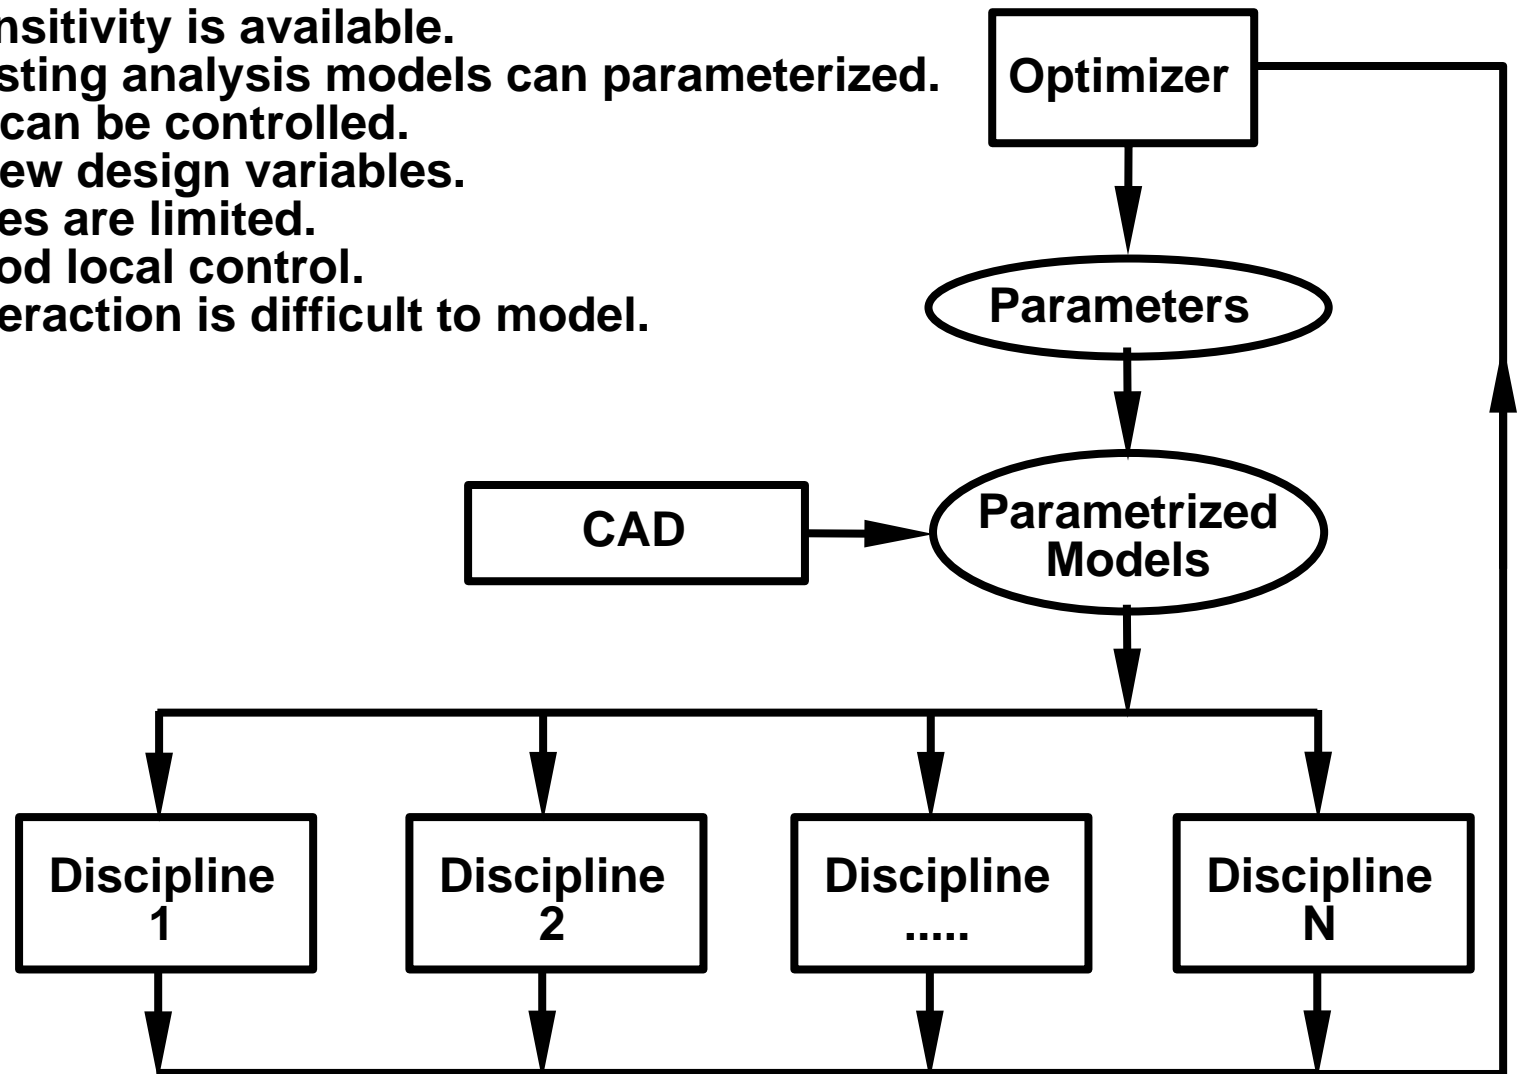 nsitivity is available.
sting analysis models can parameterized.
can be controlled.
ew design variables.
es are limited.
od local control.
eraction is difficult to model.
Optimizer
Parameters
CAD
Parametrized
Models
Discipline
1
Discipline
2
Discipline
.....
Discipline
N